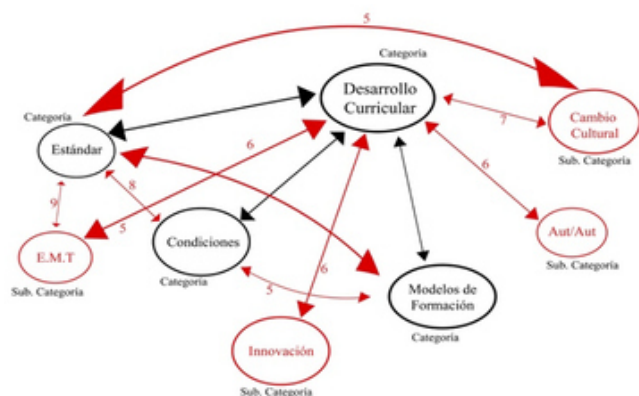 5
Categoría
Desarrollo
Curricular
Categoría
Estándar
7
Cambio
Cultural
Sub. Categoría
6
6
8
9
5
E.M.T
Sub. Categoría
Condiciones
Categoría
Aut/Aut
Sub. Categoría
6
5
Modelos de
Formación
Categoría
Innovación
Sub. Categoría